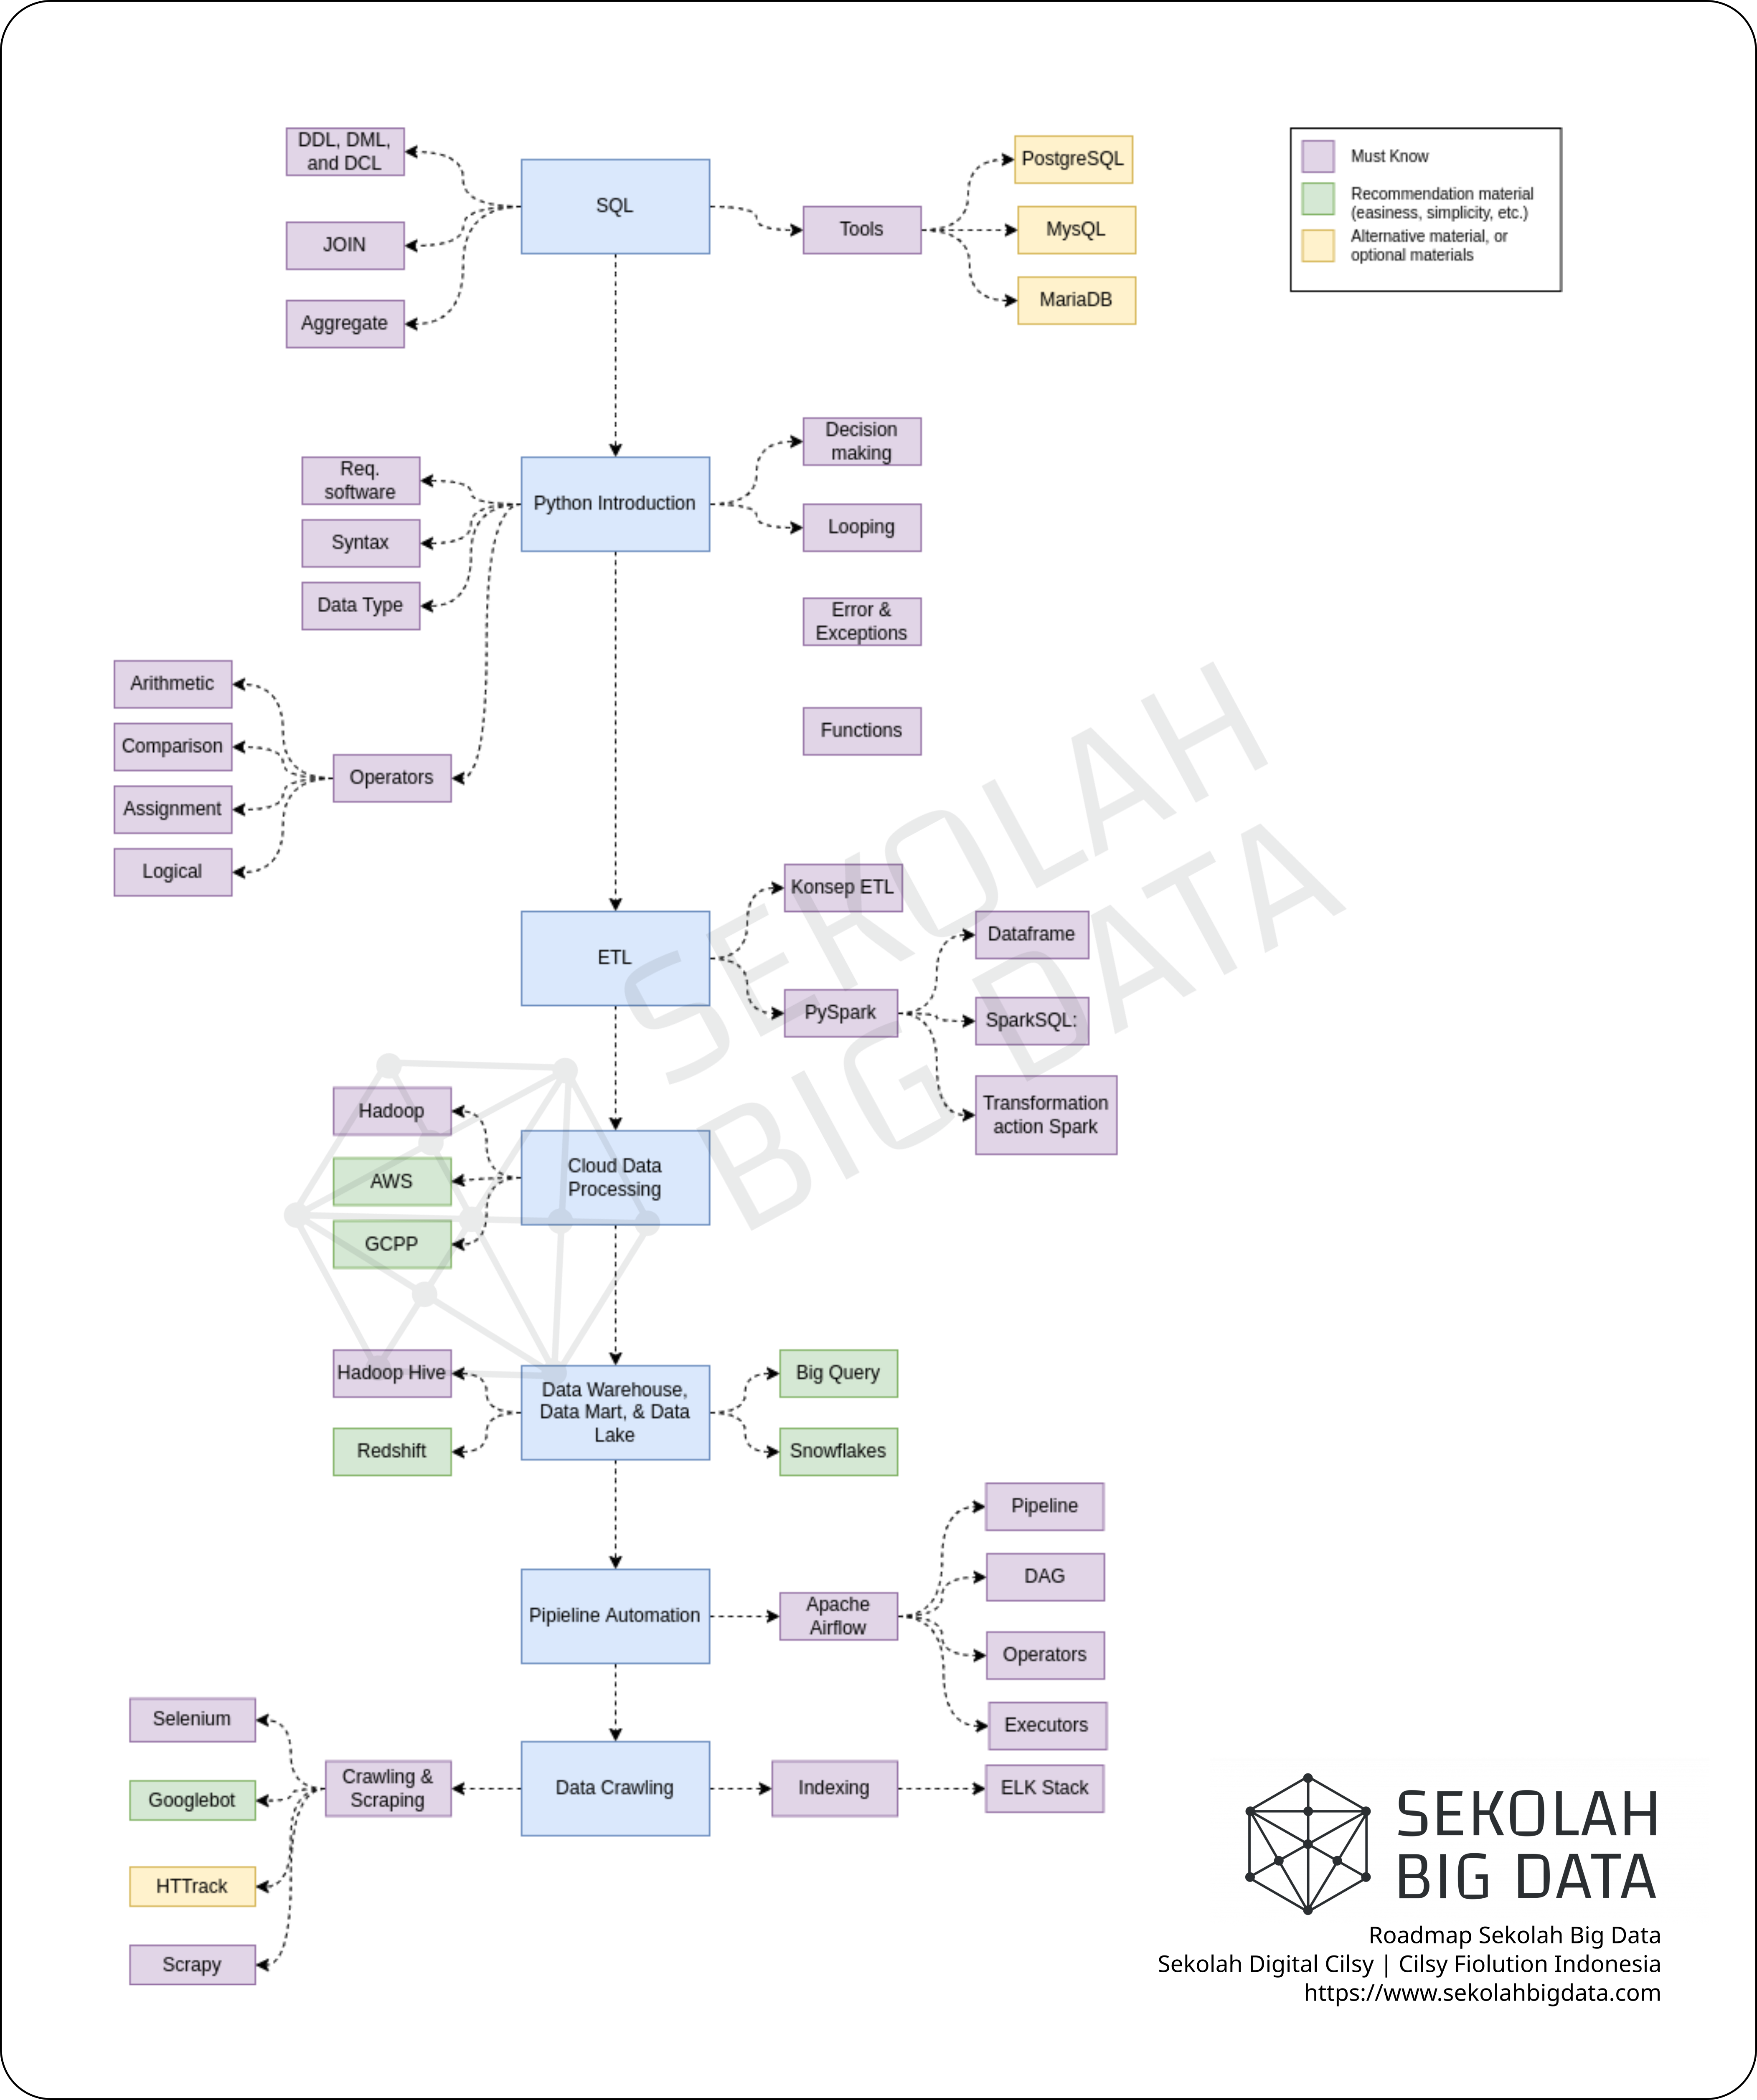 DDL, DML,
and DCL
JOIN
Aggregate
SQL
Tools
PostgreSQL
MysQL
MariaDB
Must Know
Recommendation material
(easiness, simplicity, etc.)
Alternative material, or
optional materials
Req.
software
Syntax
Data Type
Python Introduction
Decision
making
Looping
Error &
Exceptions
Functions
Arithmetic
Comparison
Assignment
Logical
Operators
ETL
Konsep ETL
PySpark
Dataframe
SparkSQL:
Transformation
action Spark
SEKOLAH
BIG DATA
Hadoop
AWS
GCPP
Cloud Data
Processing
Hadoop Hive
Redshift
Data Warehouse,
Data Mart, & Data
Lake
Big Query
Snowflakes
Pipieline Automation
Apache
Airflow
Pipeline
DAG
Operators
Executors
Selenium
Googlebot
HTTrack
Scrapy
Crawling &
Scraping
Data Crawling
Indexing
ELK Stack
SEKOLAH
BIG DATA
Roadmap Sekolah Big Data
Sekolah Digital Cilsy | Cilsy Fiolution Indonesia
https://www.sekolahbigdata.com